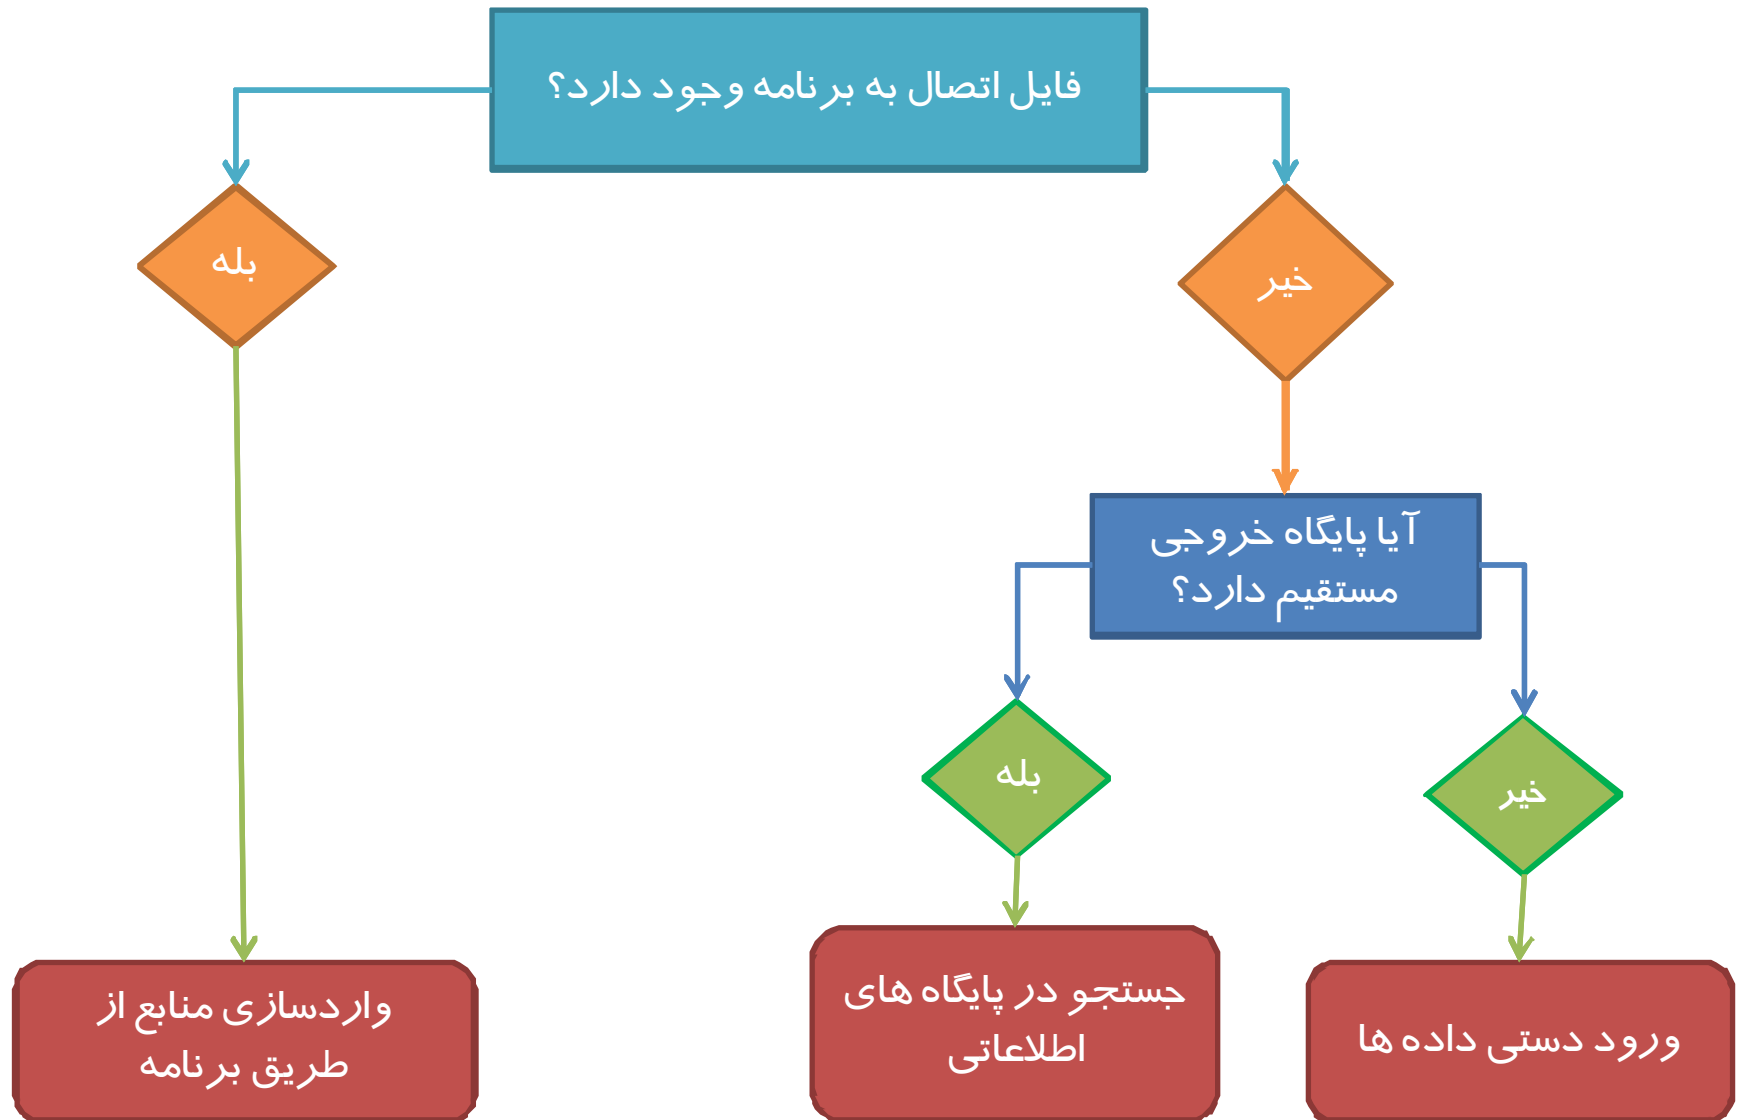 فایل اتصال به برنامه وجود دارد؟
بله
خیر
آیا پایگاه خروجی
مستقیم دارد؟
بله
خیر
واردسازی منابع از
طریق برنامه
جستجو در پایگاه های
اطلاعاتی
ورود دستی داده ها